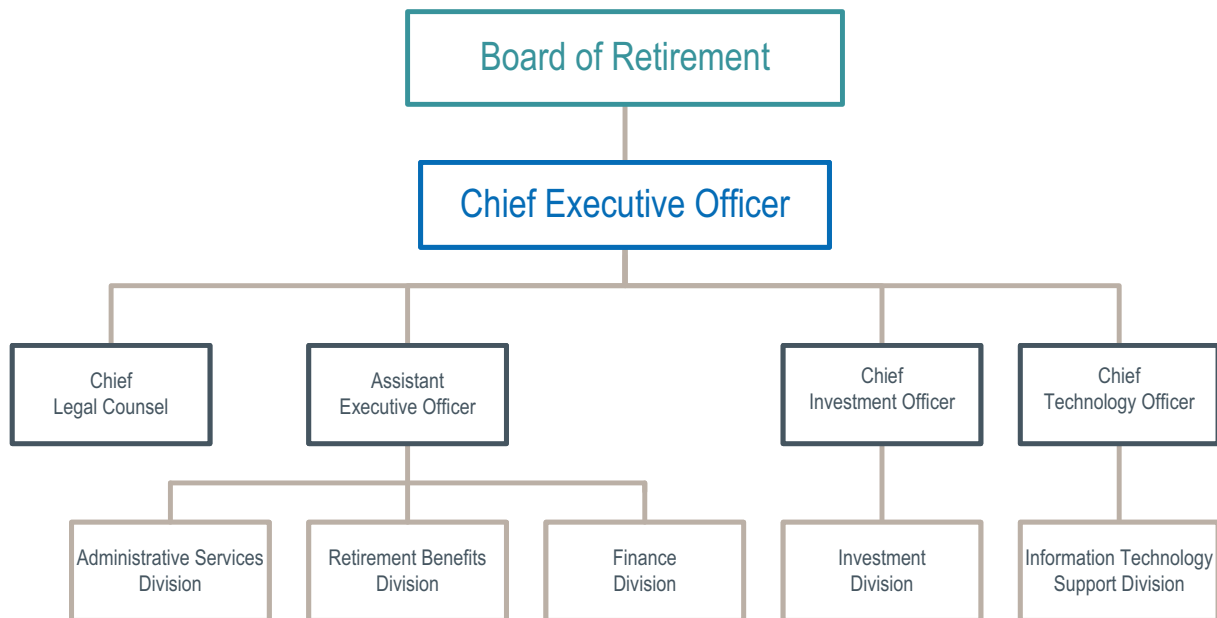 Board of Retirement
Chief Executive Officer
Chief
Legal Counsel
Assistant
Executive Officer
Chief
Investment Officer
Chief
Technology Officer
Administrative Services
Division
Retirement Benefits
Division
Finance
Division
Investment
Division
Information Technology
Support Division